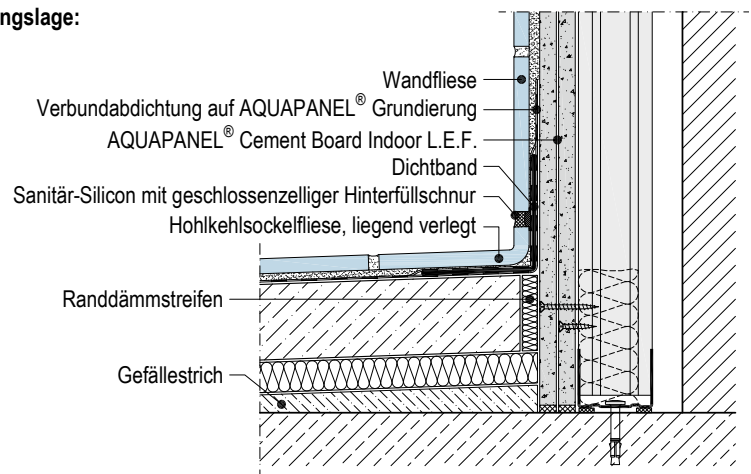 ngslage:
Wandfliese
Verbundabdichtung auf AQUAPANEL® Grundierung
AQUAPANEL® Cement Board Indoor L.E.F.
Dichtband
Sanitär-Silicon mit geschlossenzelliger Hinterfüllschnur
Hohlkehlsockelfliese, liegend verlegt
Randdämmstreifen
Gefällestrich